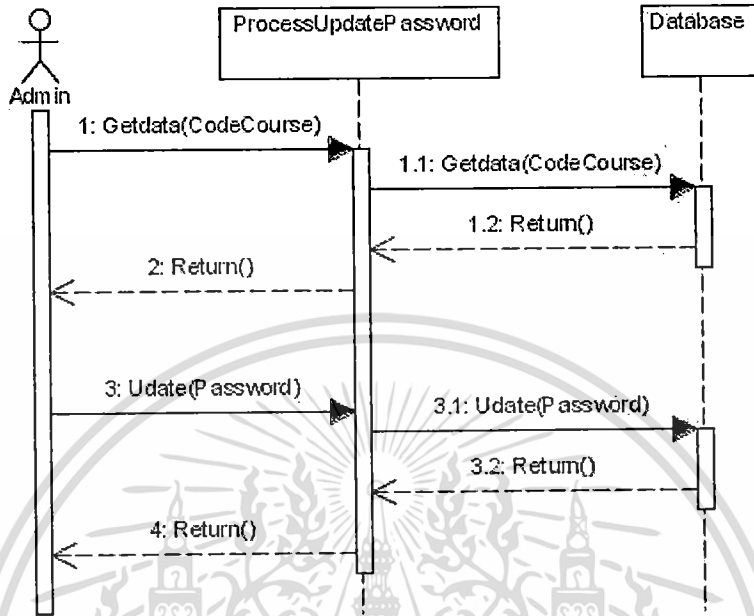 ProcessUpdatePassword
Database
Admin
1: Getdata(CodeCourse)
1.1: Getdata(CodeCourse)
1.2: Return()
2: Return()
3: Udate(Password)
3.1: Udate(Password)
3.2: Return()
4: Return()